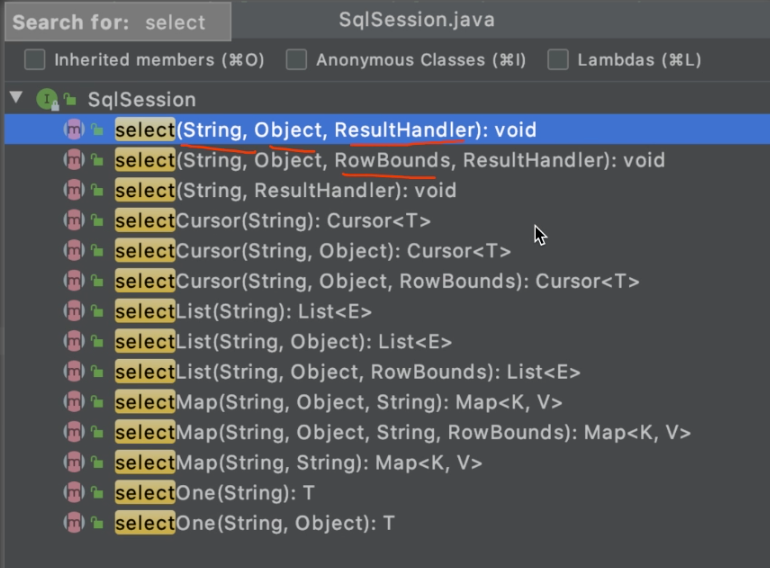 Search for: select
SqlSession.java
Inherited members (⌘O)
Anonymous Classes (⌘I)
Lambdas (⌘L)
SqlSession
select(String, Object, ResultHandler): void
select(String, Object, RowBounds, ResultHandler): void
select(String, ResultHandler): void
selectCursor(String): Cursor<T>
selectCursor(String, Object): Cursor<T>
selectCursor(String, Object, RowBounds): Cursor<T>
selectList(String): List<E>
selectList(String, Object): List<E>
selectList(String, Object, RowBounds): List<E>
selectMap(String, Object, String): Map<K, V>
selectMap(String, Object, String, RowBounds): Map<K, V>
selectMap(String, String): Map<K, V>
selectOne(String): T
selectOne(String, Object): T